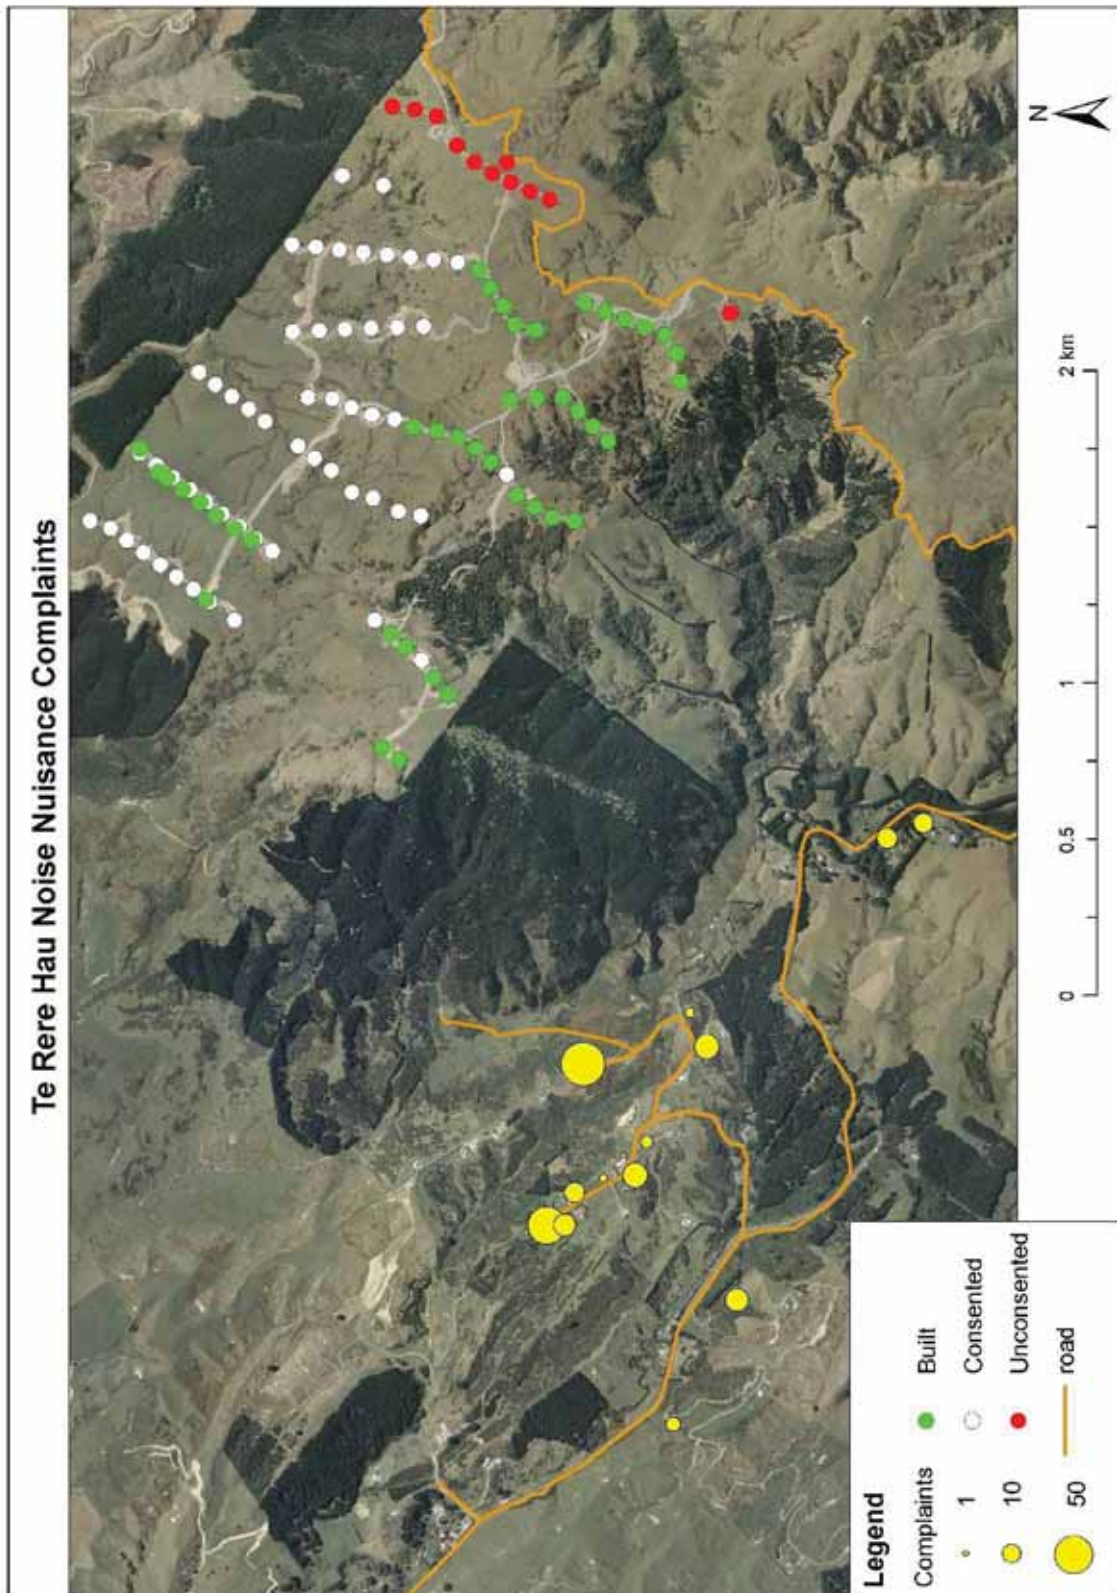 Te Rere Hau Noise Nuisance Complaints
Legend
Complaints
1
10
50
Built
Consented
Unconsented
road
0 0.5 1 2 km
N